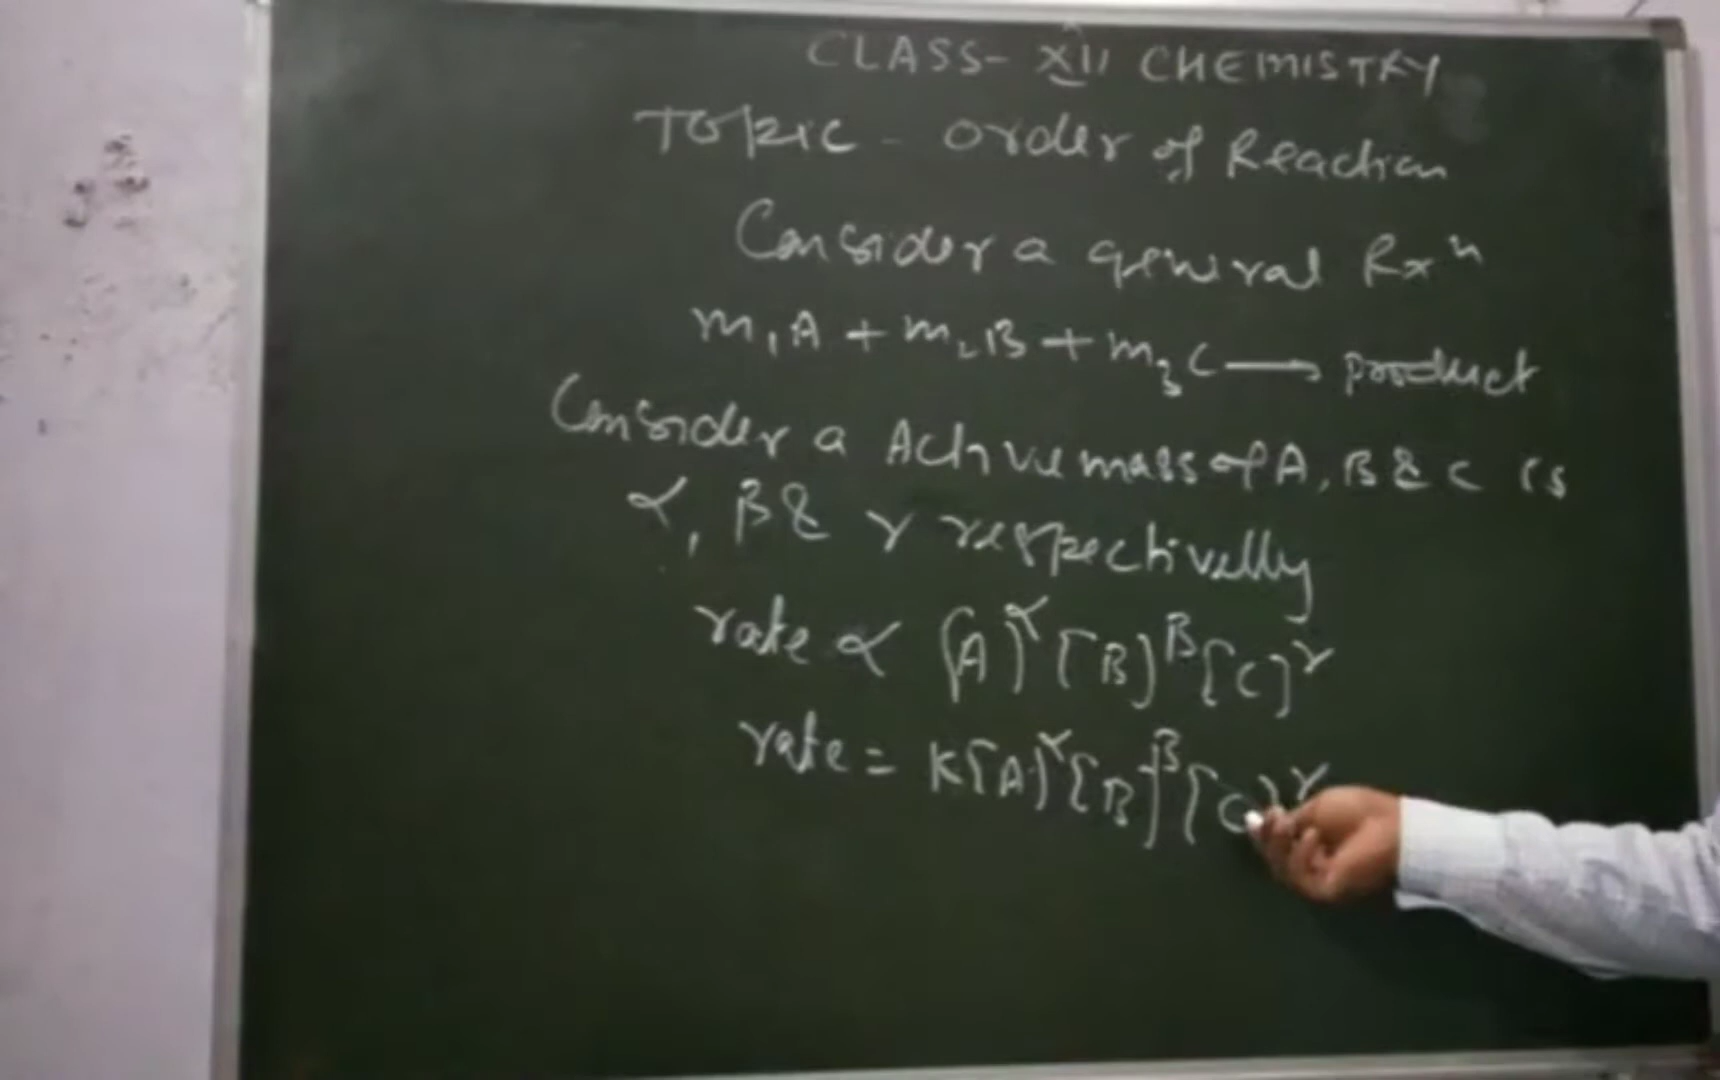 CLASS- XII CHEMISTRY
Topic - Order of Reaction
Consider a general Rxⁿ
m₁A + m₂B + m₃C ⟶ product
Consider a Active mass of A, B & C is
α, β & γ respectivelly
rate α [A]^α [B]^β [C]^γ
rate = K[A]^α [B]^β [C]^γ